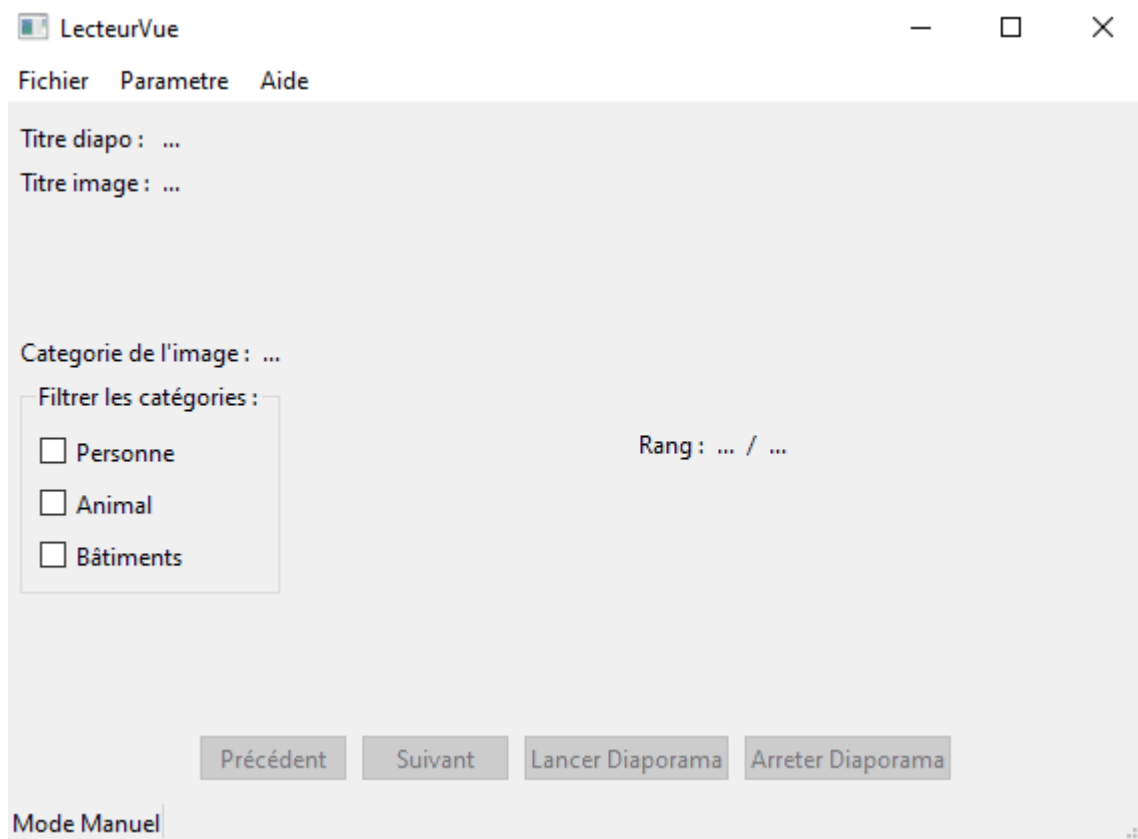 LecteurVue
Fichier Parametre Aide
Titre diapo : ...
Titre image : ...
Categorie de l'image : ...
Filtrer les catégories :
Personne
Rang : ... / ...
Animal
Bâtiments
Précédent Suivant Lancer Diaporama Arreter Diaporama
Mode Manuel